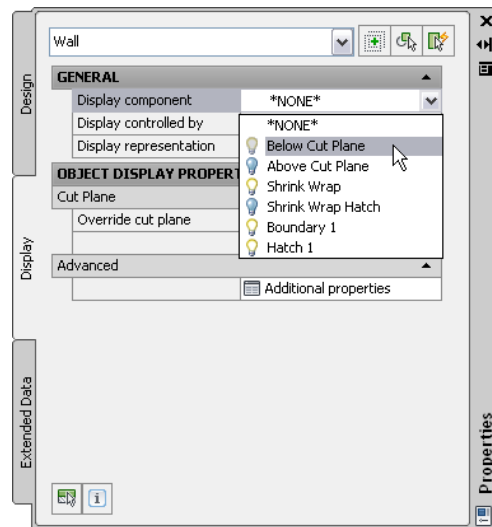 Wall
GENERAL
Display component *NONE*
Display controlled by *NONE*
Display representation Below Cut Plane
Above Cut Plane
OBJECT DISPLAY PROPERT
Shrink Wrap
Cut Plane
Shrink Wrap Hatch
Override cut plane Boundary 1
Hatch 1
Advanced
Additional properties
Design
Display
Extended Data
Properties